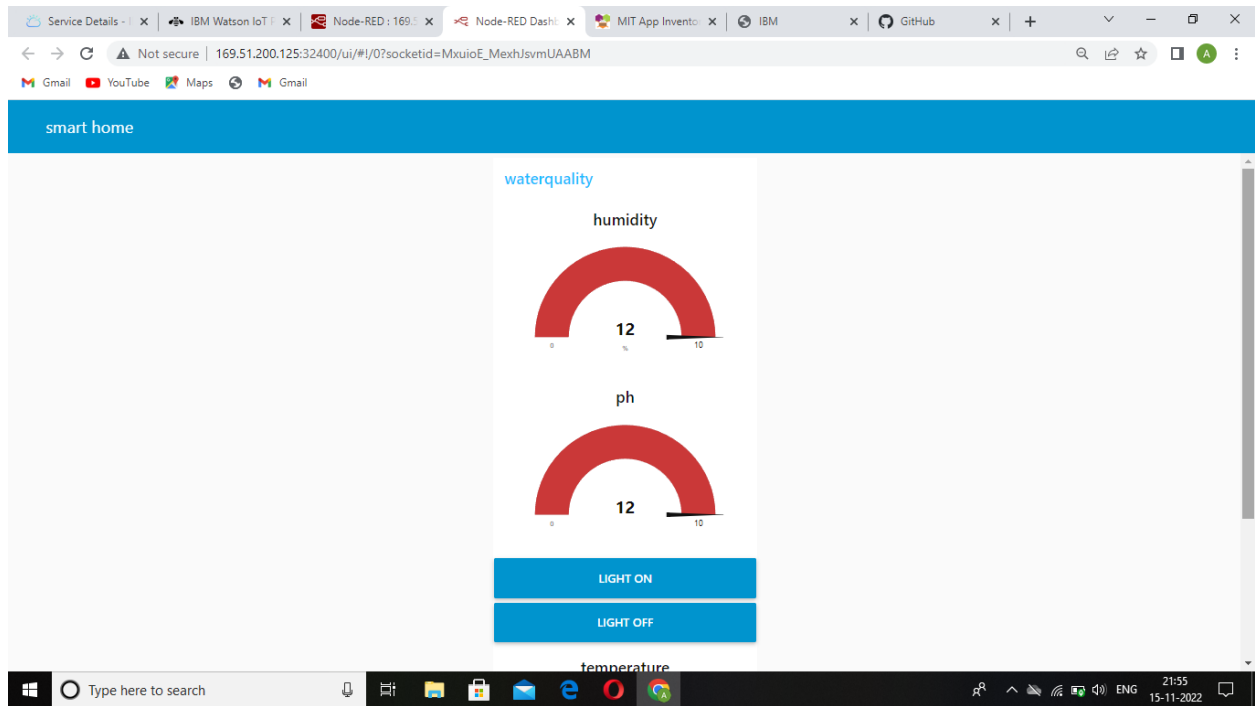 Service Details - I
IBM Watson IoT P
Node-RED : 169.5
Node-RED Dashb
MIT App Invento
IBM
GitHub
Not secure
169.51.200.125:32400/ui/#!/0?socketid=MxuioE_MexhJsvmUAABM
A
Gmail
YouTube
Maps
Gmail
smart home
waterquality
humidity
12
0
%
10
ph
12
0
10
LIGHT ON
LIGHT OFF
temperature
Type here to search
ENG
21:55
15-11-2022